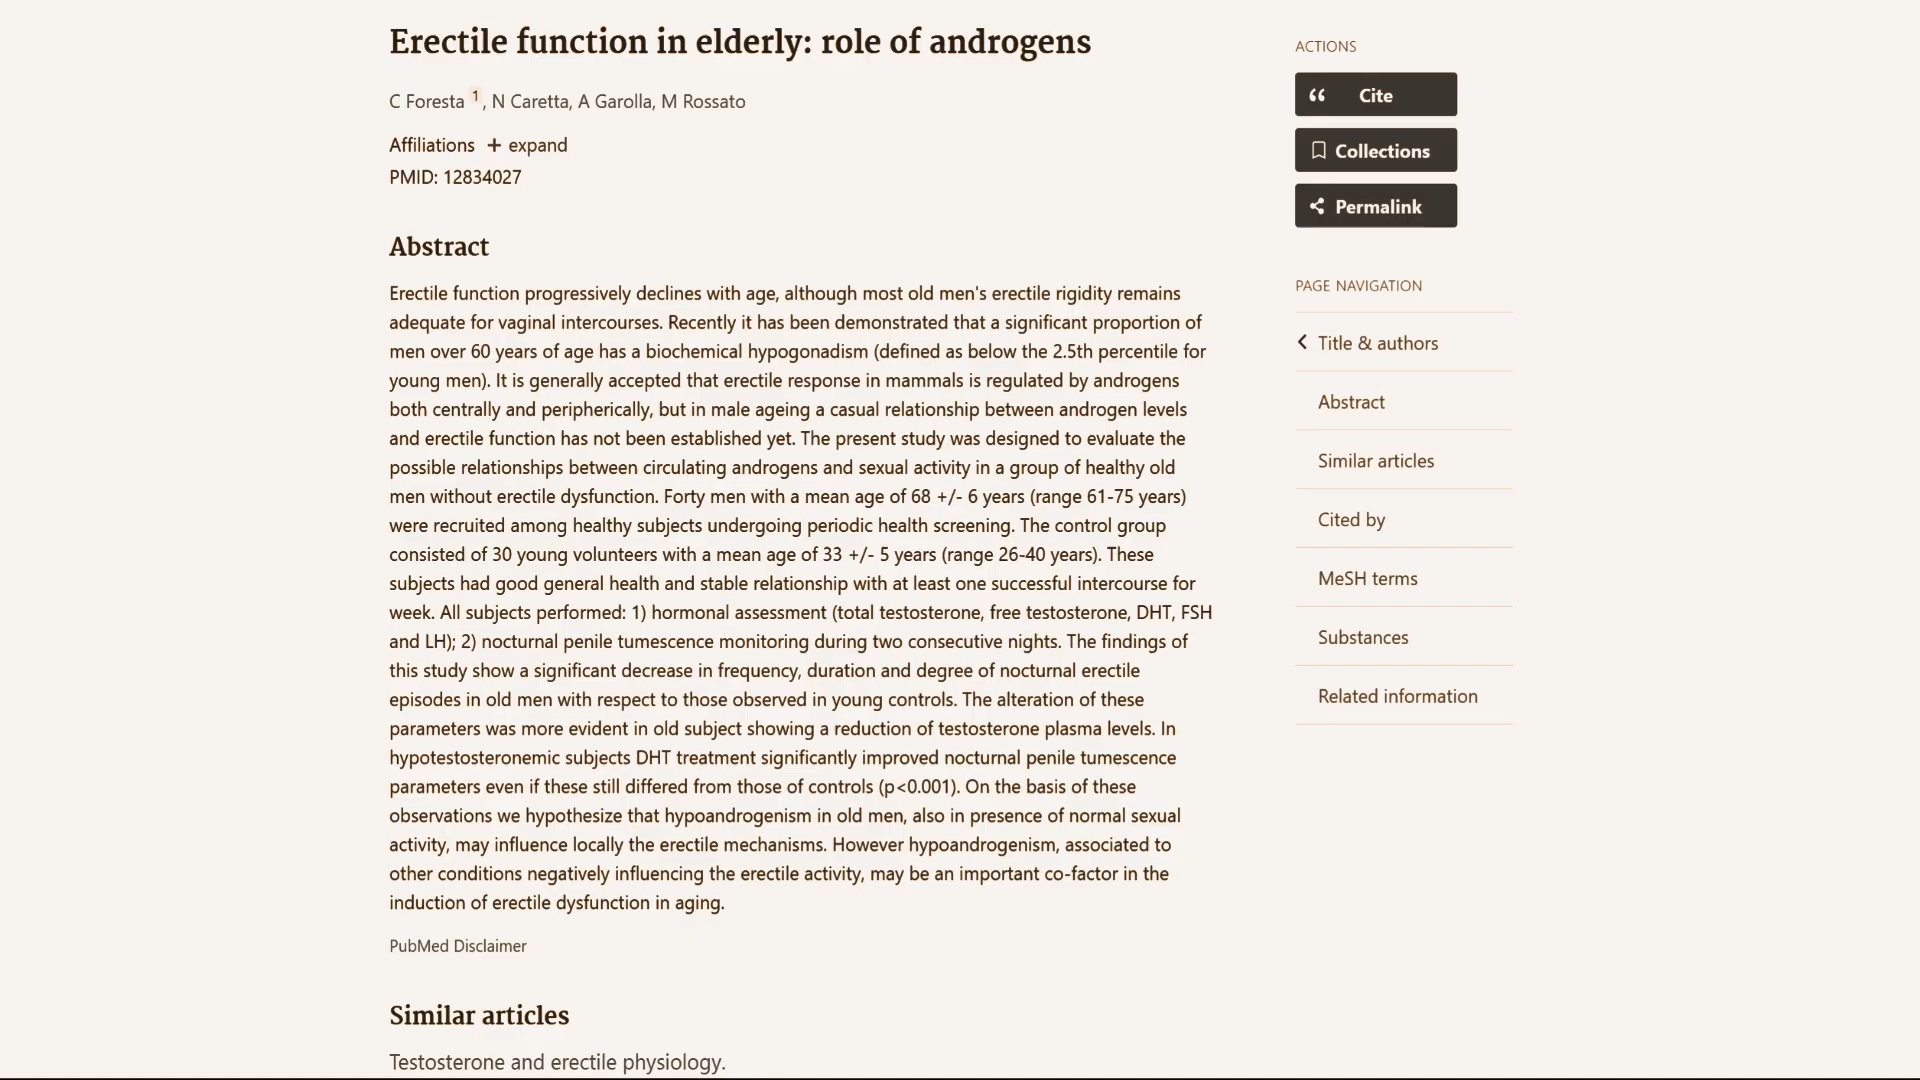 Erectile function in elderly: role of androgens
C Foresta 1, N Caretta, A Garolla, M Rossato
Affiliations + expand
PMID: 12834027
Abstract
Erectile function progressively declines with age, although most old men's erectile rigidity remains
adequate for vaginal intercourses. Recently it has been demonstrated that a significant proportion of
men over 60 years of age has a biochemical hypogonadism (defined as below the 2.5th percentile for
young men). It is generally accepted that erectile response in mammals is regulated by androgens
both centrally and peripherically, but in male ageing a casual relationship between androgen levels
and erectile function has not been established yet. The present study was designed to evaluate the
possible relationships between circulating androgens and sexual activity in a group of healthy old
men without erectile dysfunction. Forty men with a mean age of 68 +/- 6 years (range 61-75 years)
were recruited among healthy subjects undergoing periodic health screening. The control group
consisted of 30 young volunteers with a mean age of 33 +/- 5 years (range 26-40 years). These
subjects had good general health and stable relationship with at least one successful intercourse for
week. All subjects performed: 1) hormonal assessment (total testosterone, free testosterone, DHT, FSH
and LH); 2) nocturnal penile tumescence monitoring during two consecutive nights. The findings of
this study show a significant decrease in frequency, duration and degree of nocturnal erectile
episodes in old men with respect to those observed in young controls. The alteration of these
parameters was more evident in old subject showing a reduction of testosterone plasma levels. In
hypotestosteronemic subjects DHT treatment significantly improved nocturnal penile tumescence
parameters even if these still differed from those of controls (p<0.001). On the basis of these
observations we hypothesize that hypoandrogenism in old men, also in presence of normal sexual
activity, may influence locally the erectile mechanisms. However hypoandrogenism, associated to
other conditions negatively influencing the erectile activity, may be an important co-factor in the
induction of erectile dysfunction in aging.
PubMed Disclaimer
Similar articles
Testosterone and erectile physiology.
ACTIONS
Cite
Collections
Permalink
PAGE NAVIGATION
Title & authors
Abstract
Similar articles
Cited by
MeSH terms
Substances
Related information